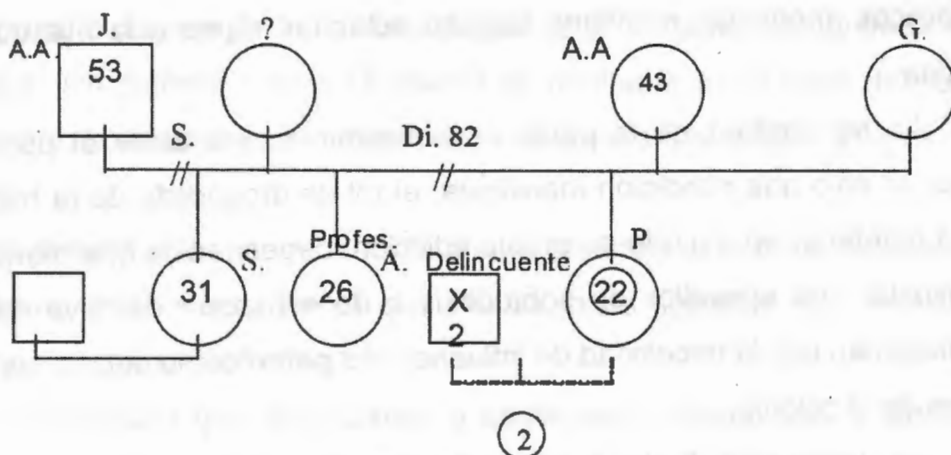 J. ? G.
A A 53 A.A 43
S. Di. 82
Profes. P.
31 S. 26 A. Delincuente 22
X
2
2